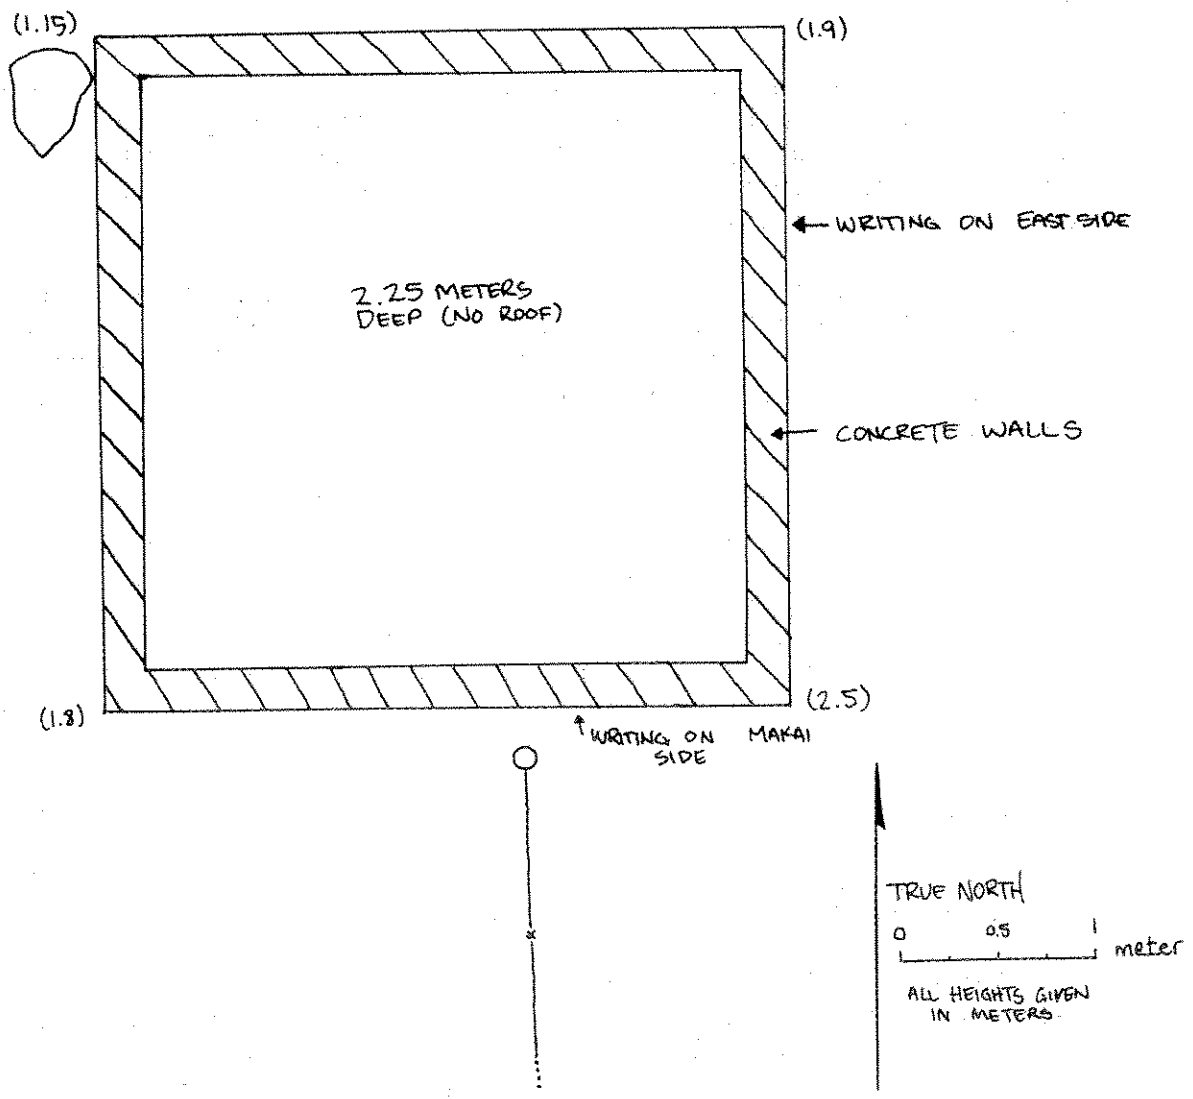 (1.15)
(1.9)
WRITING ON EAST SIDE
2.25 METERS
DEEP (NO ROOF)
CONCRETE WALLS
(1.8)
(2.5)
WRITING ON MAKAI
SIDE
TRUE NORTH
0 0.5 1
meter
ALL HEIGHTS GIVEN
IN METERS